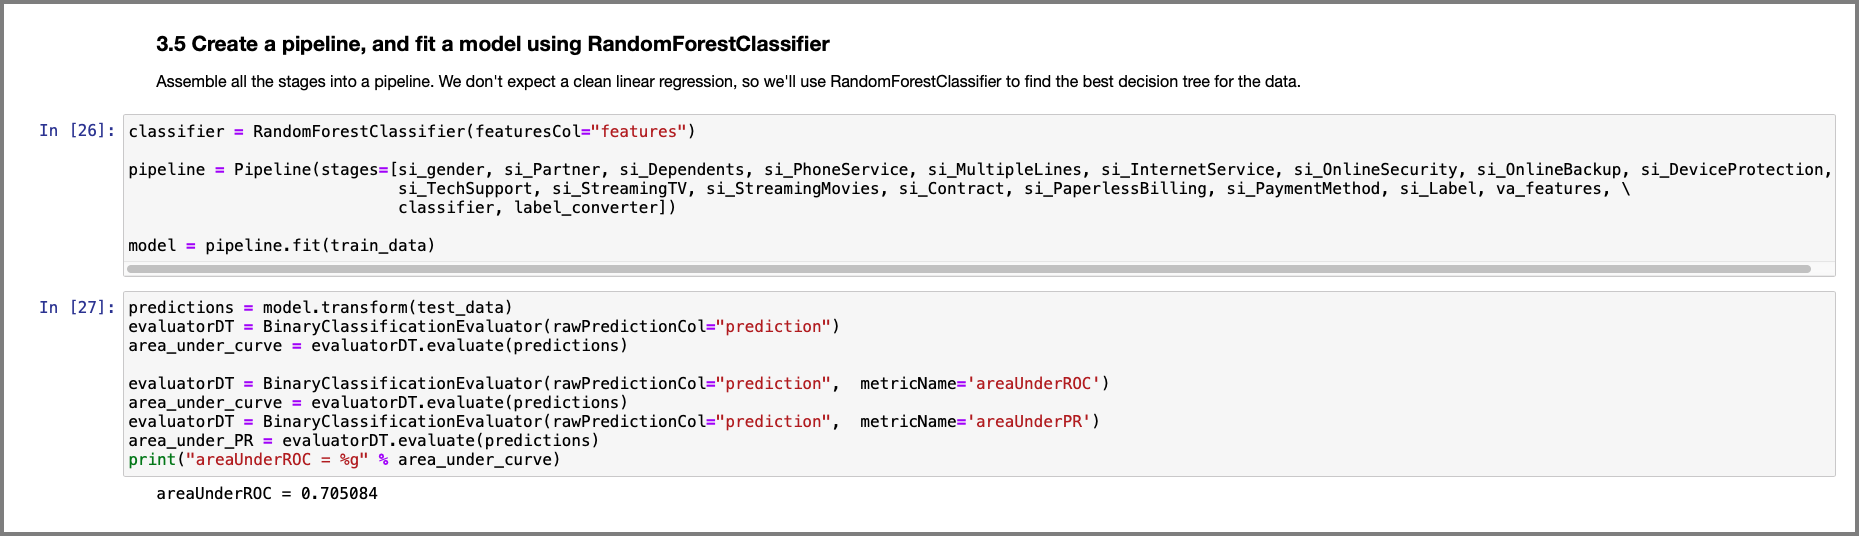 3.5 Create a pipeline, and fit a model using RandomForestClassifier
Assemble all the stages into a pipeline. We don't expect a clean linear regression, so we'll use RandomForestClassifier to find the best decision tree for the data.
In [26]: classifier = RandomForestClassifier(featuresCol="features")
pipeline = Pipeline(stages=[si_gender, si_Partner, si_Dependents, si_PhoneService, si_MultipleLines, si_InternetService, si_OnlineSecurity, si_OnlineBackup, si_DeviceProtection,
si_TechSupport, si_StreamingTV, si_StreamingMovies, si_Contract, si_PaperlessBilling, si_PaymentMethod, si_Label, va_features, \
classifier, label_converter])
model = pipeline.fit(train_data)
In [27]: predictions = model.transform(test_data)
evaluatorDT = BinaryClassificationEvaluator(rawPredictionCol="prediction")
area_under_curve = evaluatorDT.evaluate(predictions)
evaluatorDT = BinaryClassificationEvaluator(rawPredictionCol="prediction",  metricName='areaUnderROC')
area_under_curve = evaluatorDT.evaluate(predictions)
evaluatorDT = BinaryClassificationEvaluator(rawPredictionCol="prediction",  metricName='areaUnderPR')
area_under_PR = evaluatorDT.evaluate(predictions)
print("areaUnderROC = %g" % area_under_curve)
areaUnderROC = 0.705084